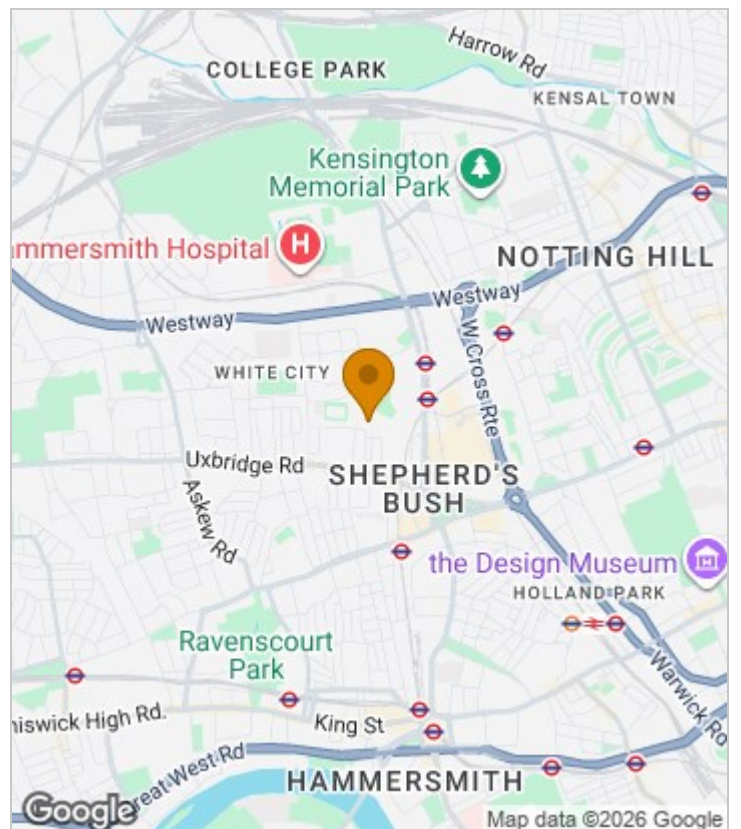 Harrow Rd
COLLEGE PARK
KENSAL TOWN
Kensington
Memorial Park
ammersmith Hospital
H
NOTTING HILL
Westway
Westway
W Cross Rte
WHITE CITY
Uxbridge Rd
SHEPHERD'S
BUSH
Askew Rd
the Design Museum
HOLLAND PARK
Ravenscourt
Park
Warwick Rd
hiswick High Rd.
King St
Great West Rd
HAMMERSMITH
Google
Map data ©2026 Google